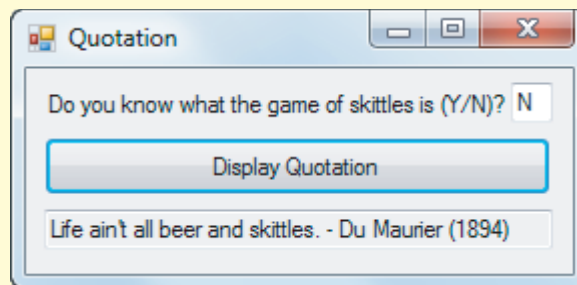 Quotation
Do you know what the game of skittles is (Y/N)? N
Display Quotation
Life ain't all beer and skittles. - Du Maurier (1894)